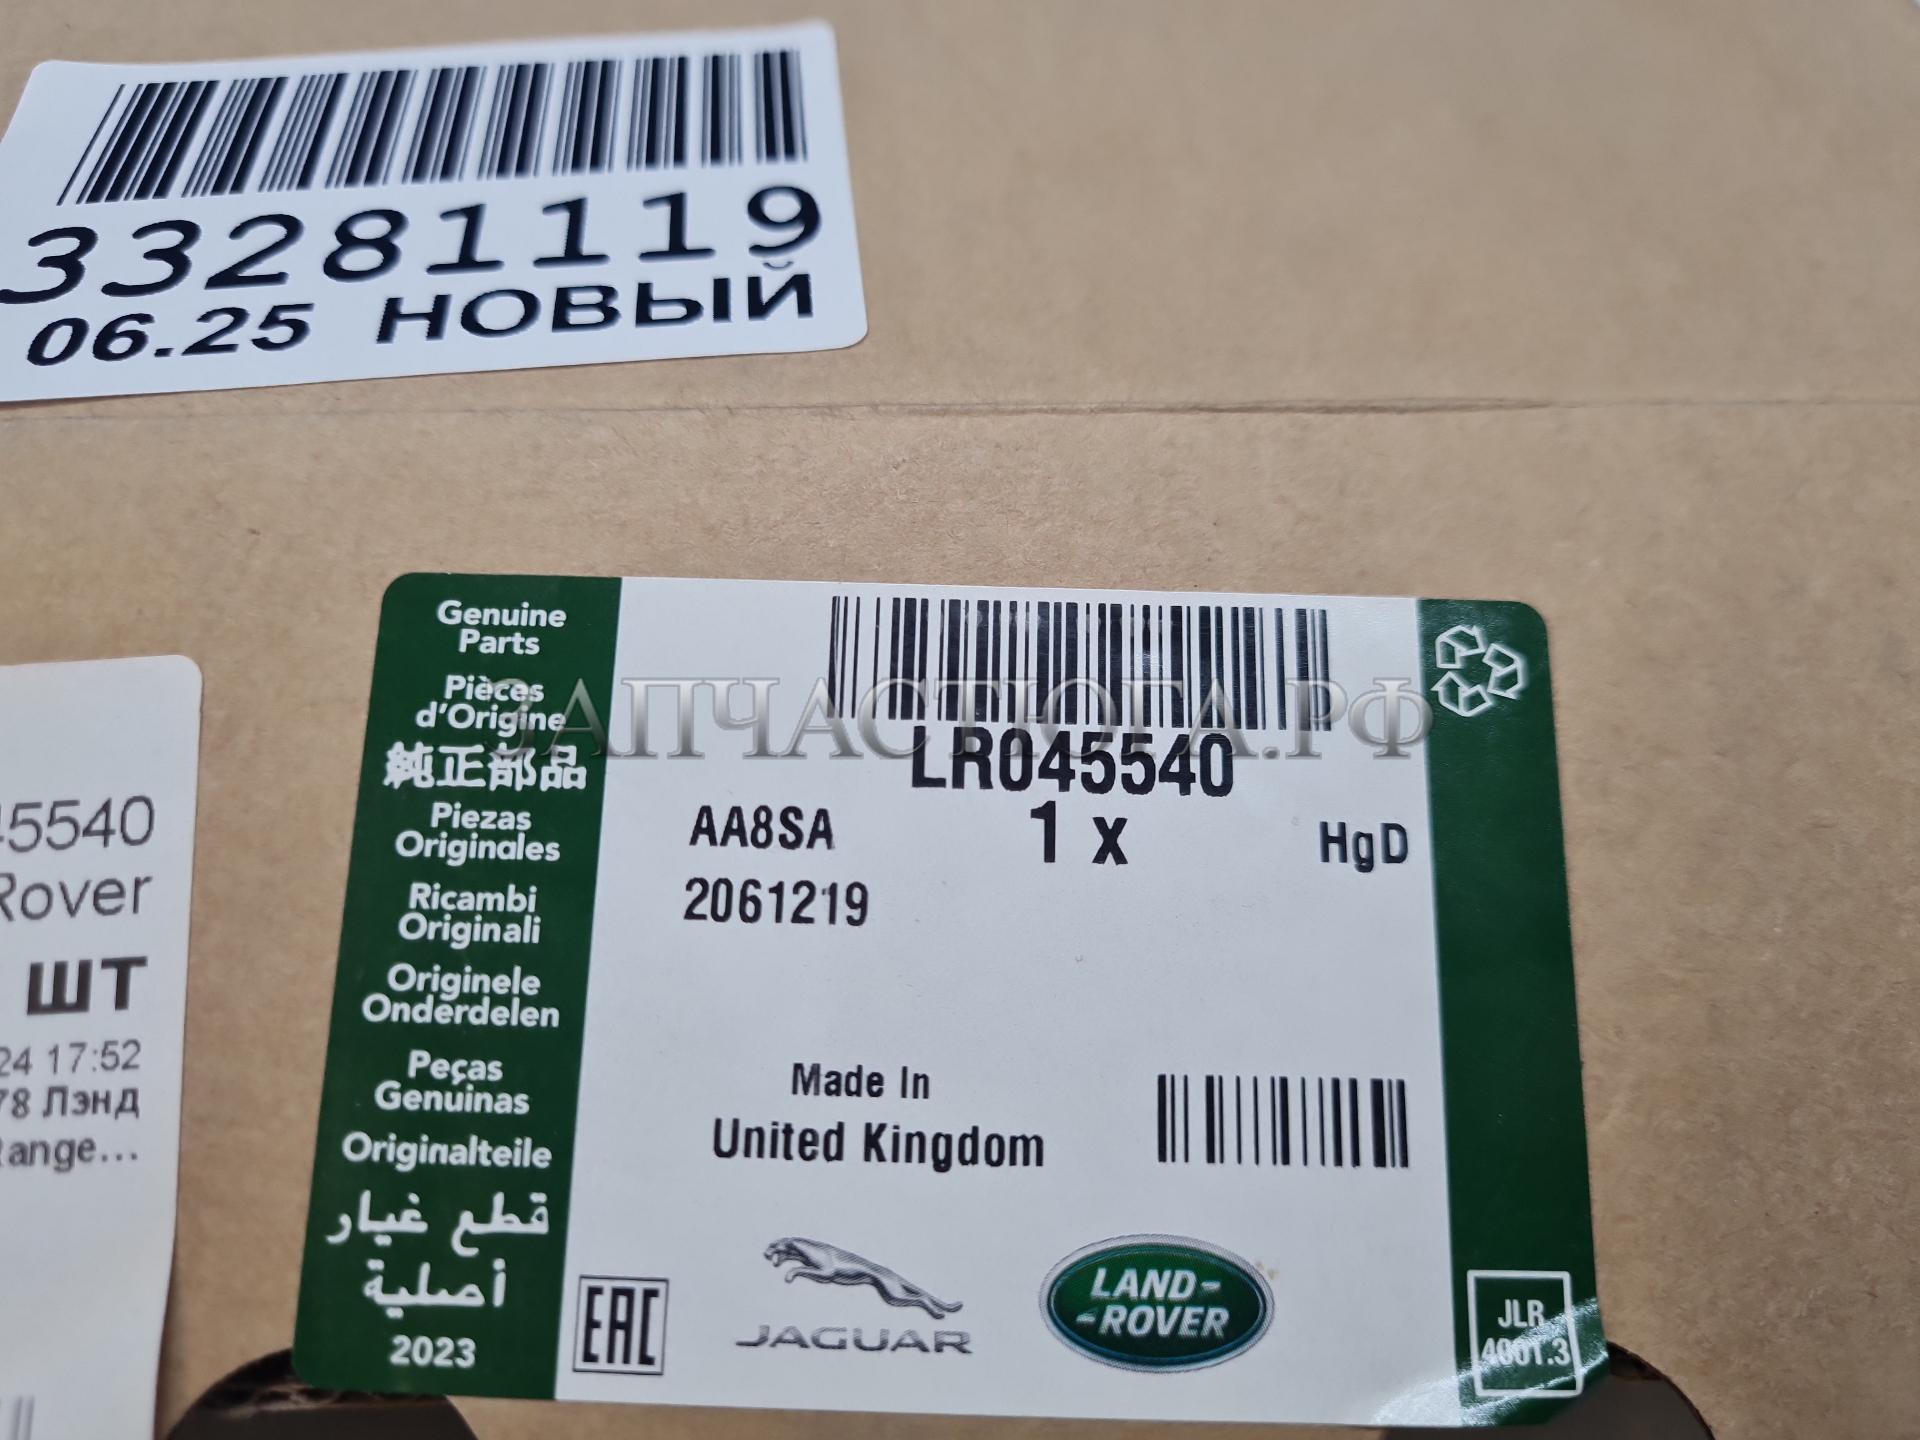 33281119
06.25 НОВЫЙ
Genuine
Parts
Pièces
d'Origine
純正部品
Piezas
Originales
Ricambi
Originali
Originele
Onderdelen
Peças
Genuinas
Originalteile
قطع غيار
أصلية
2023
ЗАПЧАСТЮГА.РФ
LR045540
AA8SA 1 x HgD
2061219
Made In
United Kingdom
EAC
JAGUAR
LAND-
-ROVER
JLR
4001.3
45540
Rover
шт
24 17:52
78 Лэнд
Range...